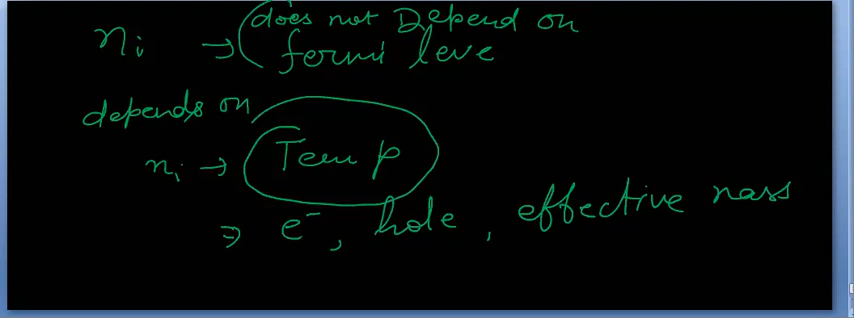 ni → does not Depend on
fermi leve
depends on
ni → Temp
⇒ e⁻, hole, effective mass